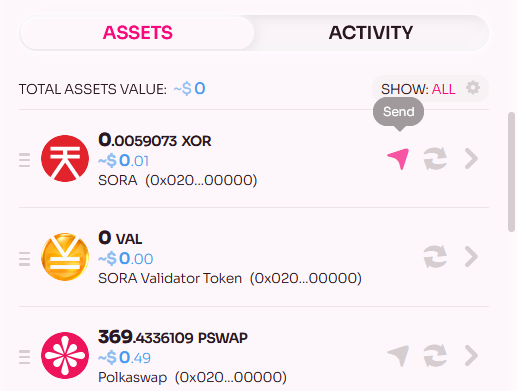 ASSETS
ACTIVITY
TOTAL ASSETS VALUE: ~$ 0
SHOW: ALL
Send
天
0.0059073 XOR
~$ 0.01
SORA (0x020...00000)
0 VAL
~$ 0.00
SORA Validator Token (0x020...00000)
369.4336109 PSWAP
~$ 0.49
Polkaswap (0x020...00000)